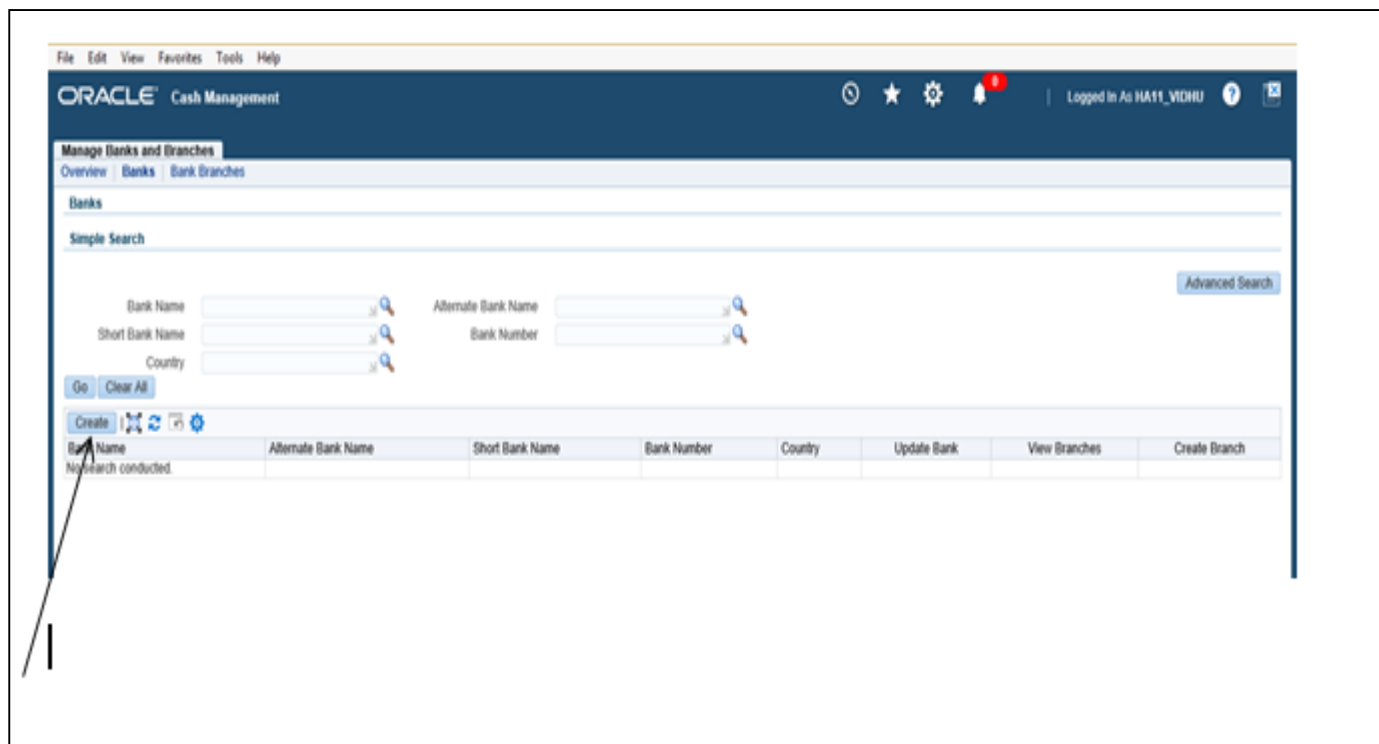 File Edit View Favorites Tools Help
ORACLE Cash Management 0 Logged In As HA11_VIDHU ?
Manage Banks and Branches
Overview Banks Bank Branches
Banks
Simple Search
Advanced Search
Bank Name Alternate Bank Name
Short Bank Name Bank Number
Country
Go Clear All
Create
Bank Name Alternate Bank Name Short Bank Name Bank Number Country Update Bank View Branches Create Branch
No search conducted.